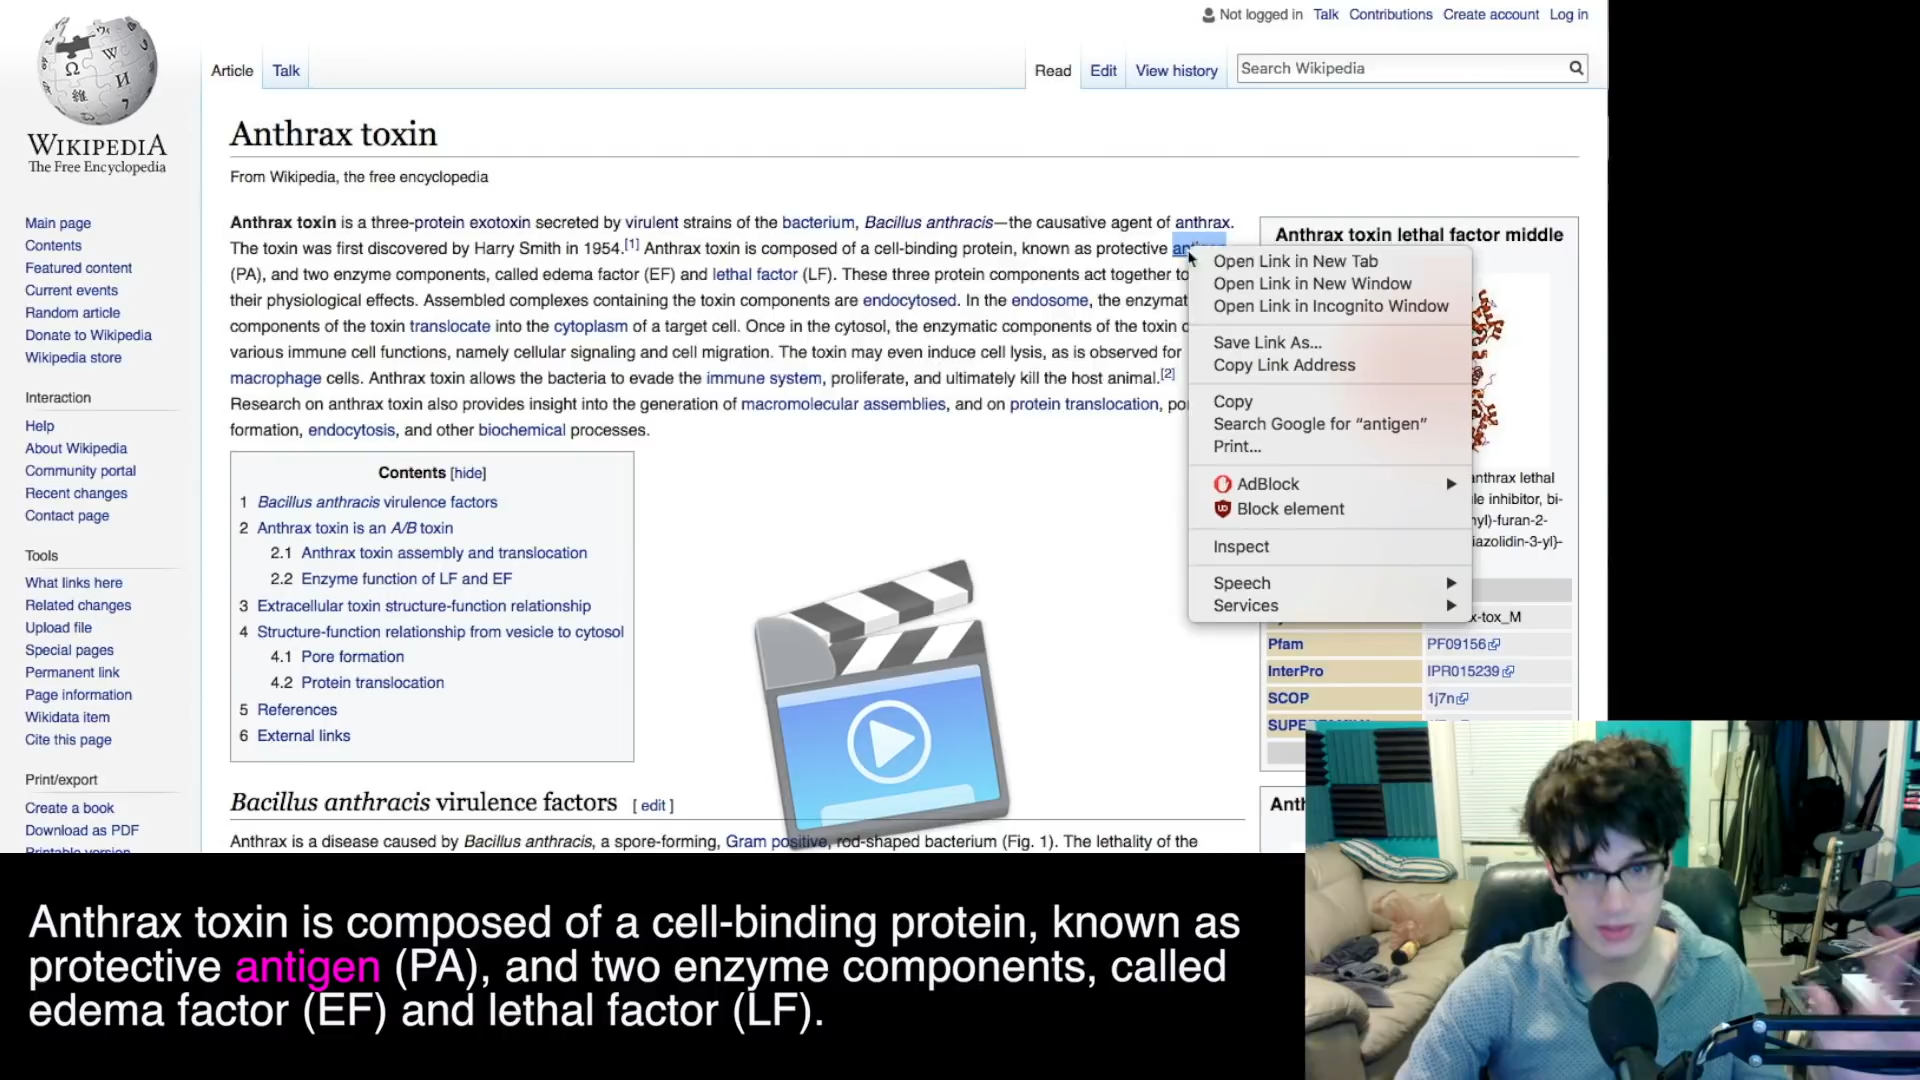 Not logged in Talk Contributions Create account Log in
Article Talk Read Edit View history Search Wikipedia
WIKIPEDIA
The Free Encyclopedia
Main page
Contents
Featured content
Current events
Random article
Donate to Wikipedia
Wikipedia store
Interaction
Help
About Wikipedia
Community portal
Recent changes
Contact page
Tools
What links here
Related changes
Upload file
Special pages
Permanent link
Page information
Wikidata item
Cite this page
Print/export
Create a book
Download as PDF
Printable version
Anthrax toxin
From Wikipedia, the free encyclopedia
Anthrax toxin is a three-protein exotoxin secreted by virulent strains of the bacterium, Bacillus anthracis—the causative agent of anthrax.
The toxin was first discovered by Harry Smith in 1954.[1] Anthrax toxin is composed of a cell-binding protein, known as protective
(PA), and two enzyme components, called edema factor (EF) and lethal factor (LF). These three protein components act together to
their physiological effects. Assembled complexes containing the toxin components are endocytosed. In the endosome, the enzymat
components of the toxin translocate into the cytoplasm of a target cell. Once in the cytosol, the enzymatic components of the toxin
various immune cell functions, namely cellular signaling and cell migration. The toxin may even induce cell lysis, as is observed for
macrophage cells. Anthrax toxin allows the bacteria to evade the immune system, proliferate, and ultimately kill the host animal.[2]
Research on anthrax toxin also provides insight into the generation of macromolecular assemblies, and on protein translocation, po
formation, endocytosis, and other biochemical processes.
Contents [hide]
1 Bacillus anthracis virulence factors
2 Anthrax toxin is an A/B toxin
2.1 Anthrax toxin assembly and translocation
2.2 Enzyme function of LF and EF
3 Extracellular toxin structure-function relationship
4 Structure-function relationship from vesicle to cytosol
4.1 Pore formation
4.2 Protein translocation
5 References
6 External links
Bacillus anthracis virulence factors [ edit ]
Anthrax is a disease caused by Bacillus anthracis, a spore-forming, Gram positive, rod-shaped bacterium (Fig. 1). The lethality of the
Anthrax toxin lethal factor middle
Open Link in New Tab
Open Link in New Window
Open Link in Incognito Window
Save Link As...
Copy Link Address
Copy
Search Google for “antigen”
Print...
AdBlock
Block element
Inspect
Speech
Services
nthrax lethal
le inhibitor, bi-
nyl)-furan-2-
iazolidin-3-yl}-
x-tox_M
Pfam PF09156
InterPro IPR015239
SCOP 1j7n
Anth
Anthrax toxin is composed of a cell-binding protein, known as
protective antigen (PA), and two enzyme components, called
edema factor (EF) and lethal factor (LF).